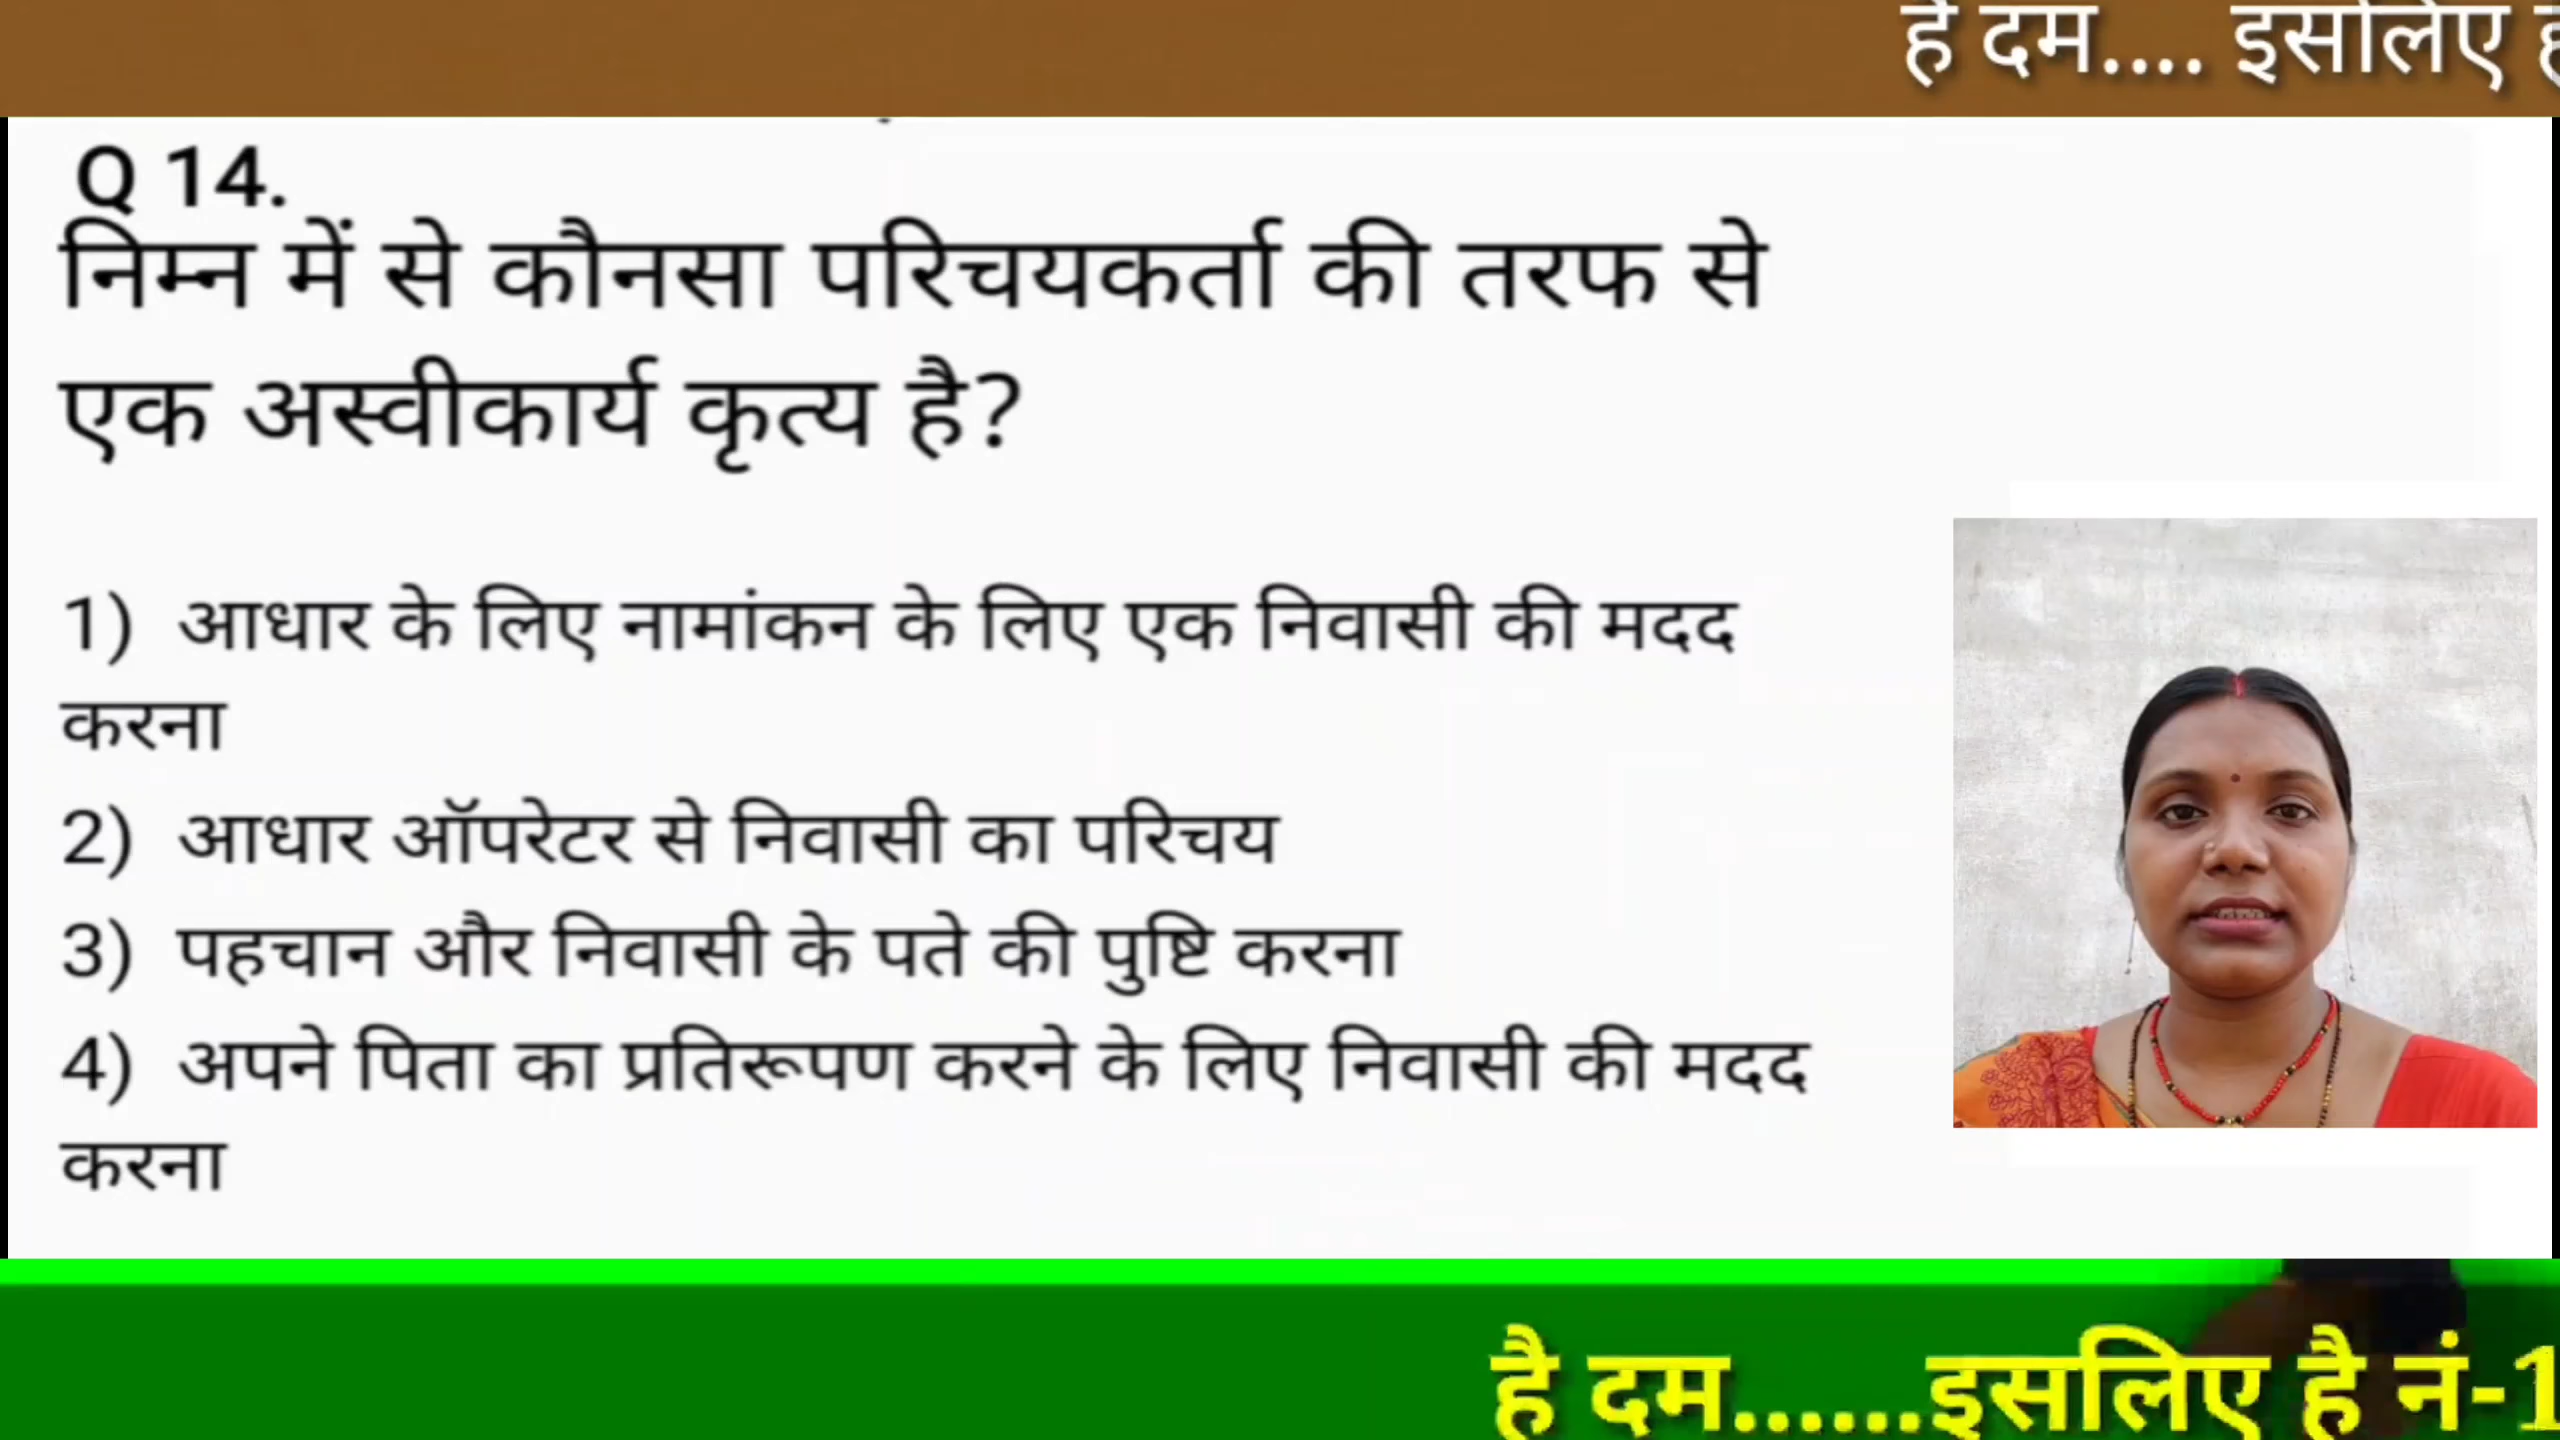 है दम.... इसलिए
Q 14.
निम्न में से कौनसा परिचयकर्ता की तरफ से
एक अस्वीकार्य कृत्य है?
1) आधार के लिए नामांकन के लिए एक निवासी की मदद
करना
2) आधार ऑपरेटर से निवासी का परिचय
3) पहचान और निवासी के पते की पुष्टि करना
4) अपने पिता का प्रतिरूपण करने के लिए निवासी की मदद
करना
है दम......इसलिए है नं-1